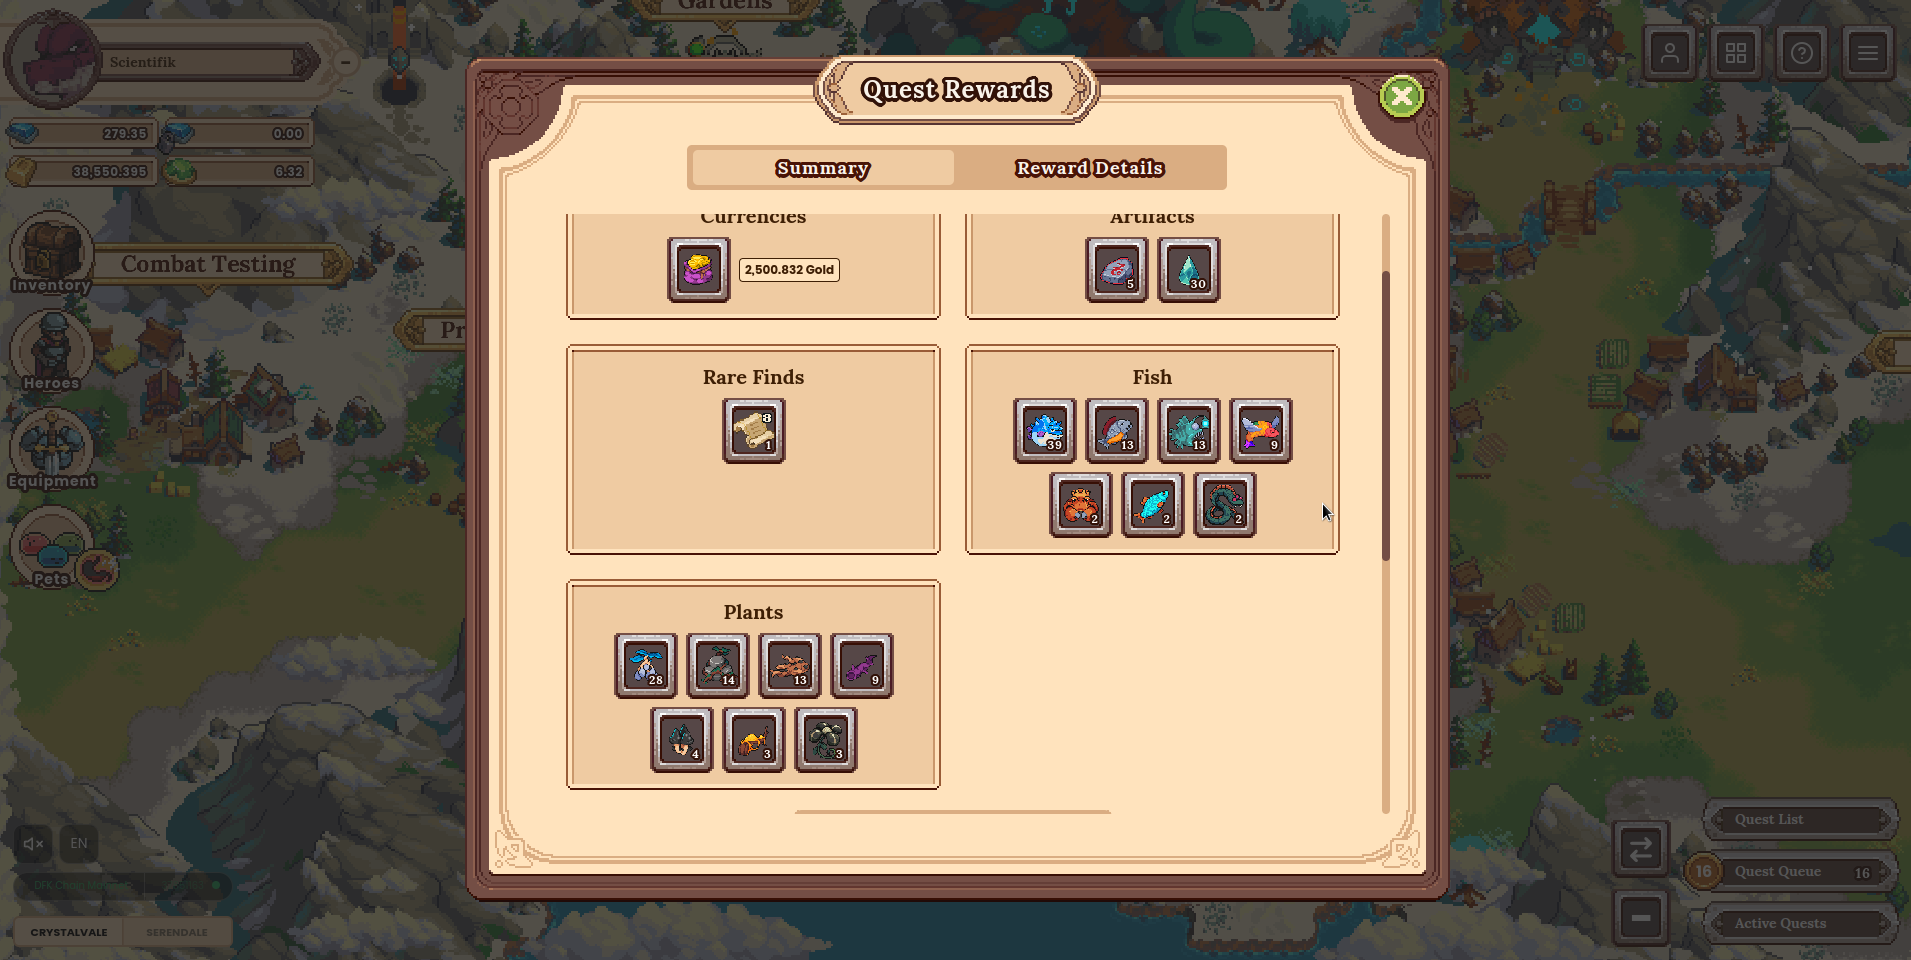 Gardens
Scientifik
279.35
0.00
38,550.395
6.32
Inventory
Combat Testing
Heroes
Pr
Equipment
Pets
EN
CRYSTALVALE
SERENDALE
Quest Rewards
Summary
Reward Details
Currencies
2,500.832 Gold
Artifacts
5
30
Rare Finds
8
1
Fish
39
13
13
9
2
2
2
Plants
28
14
13
9
4
3
3
Quest List
16
Quest Queue
16
Active Quests